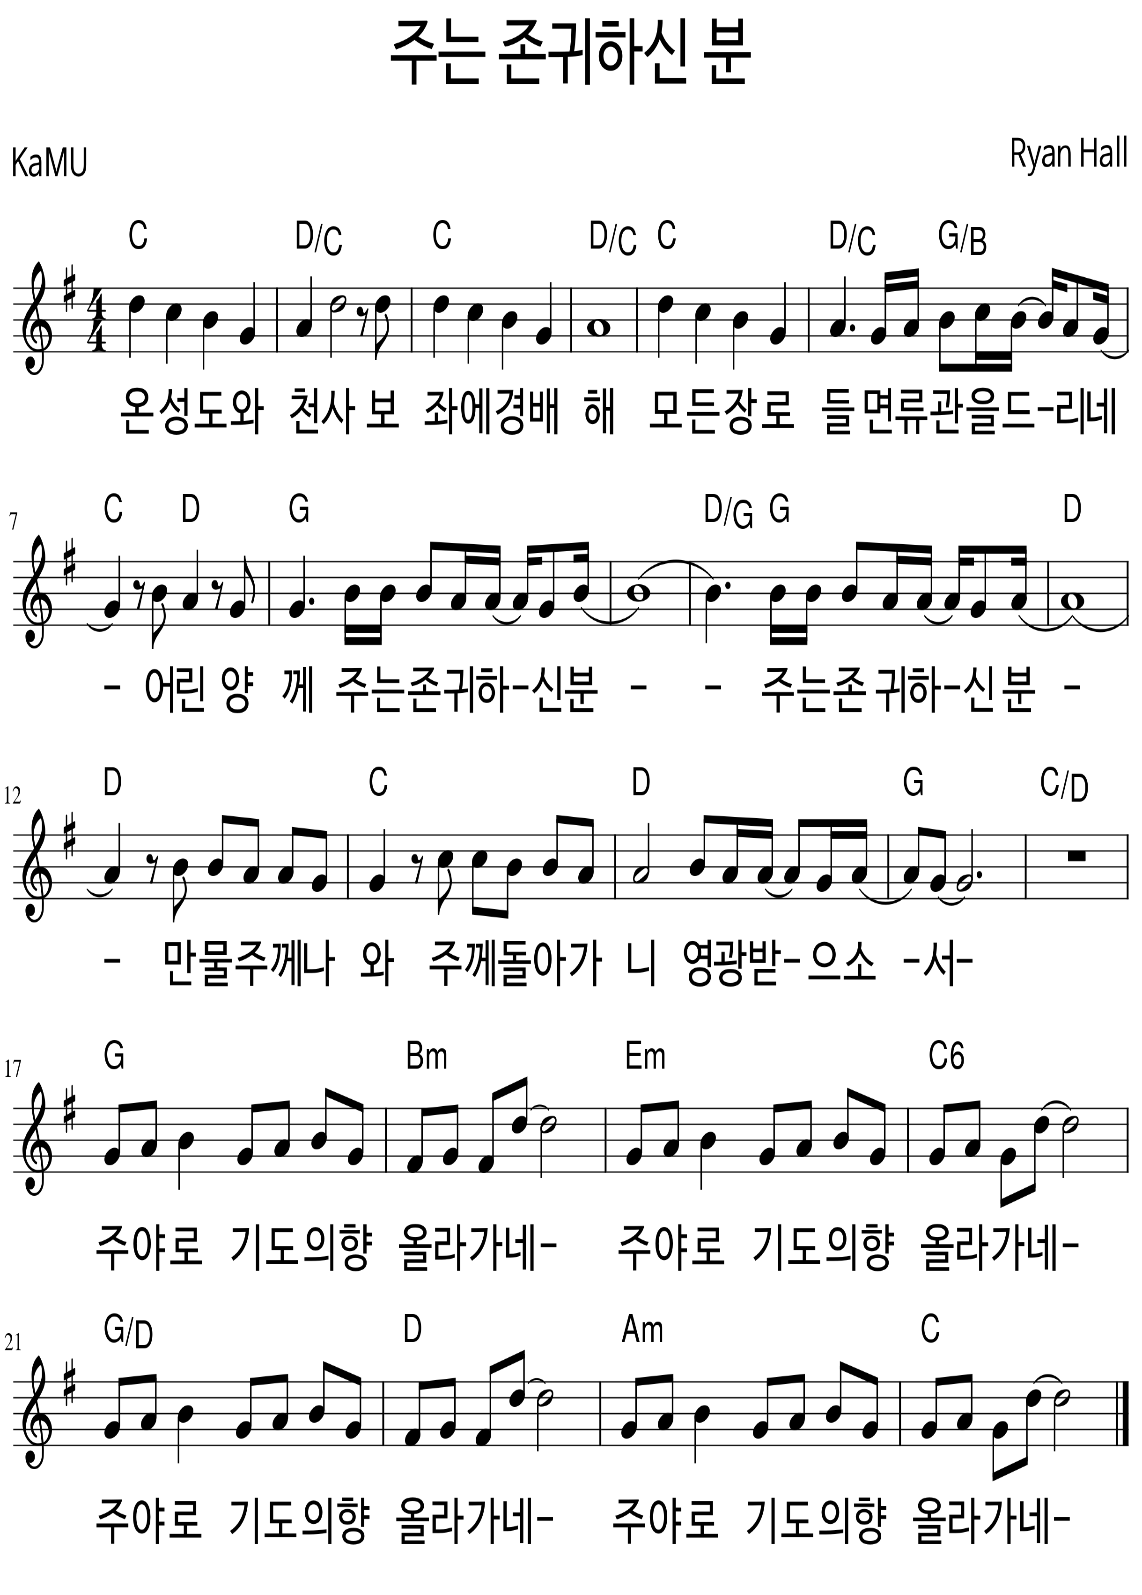 주는 존귀하신 분
KaMU
Ryan Hall
C D/C C D/C C D/C G/B
4
4
온성도와 천사 보 좌에경배 해 모든장로 들 면류관을드-리네
7
C D G D/G G D
- 어린 양 께 주는존귀하-신분 - - 주는존 귀하-신 분 -
12
D C D G C/D
- 만물주께나 와 주께돌아가 니 영광받-으소 -서-
17
G Bm Em C6
주야로 기도의향 올라가네- 주야로 기도의향 올라가네-
21
G/D D Am C
주야로 기도의향 올라가네- 주야로 기도의향 올라가네-